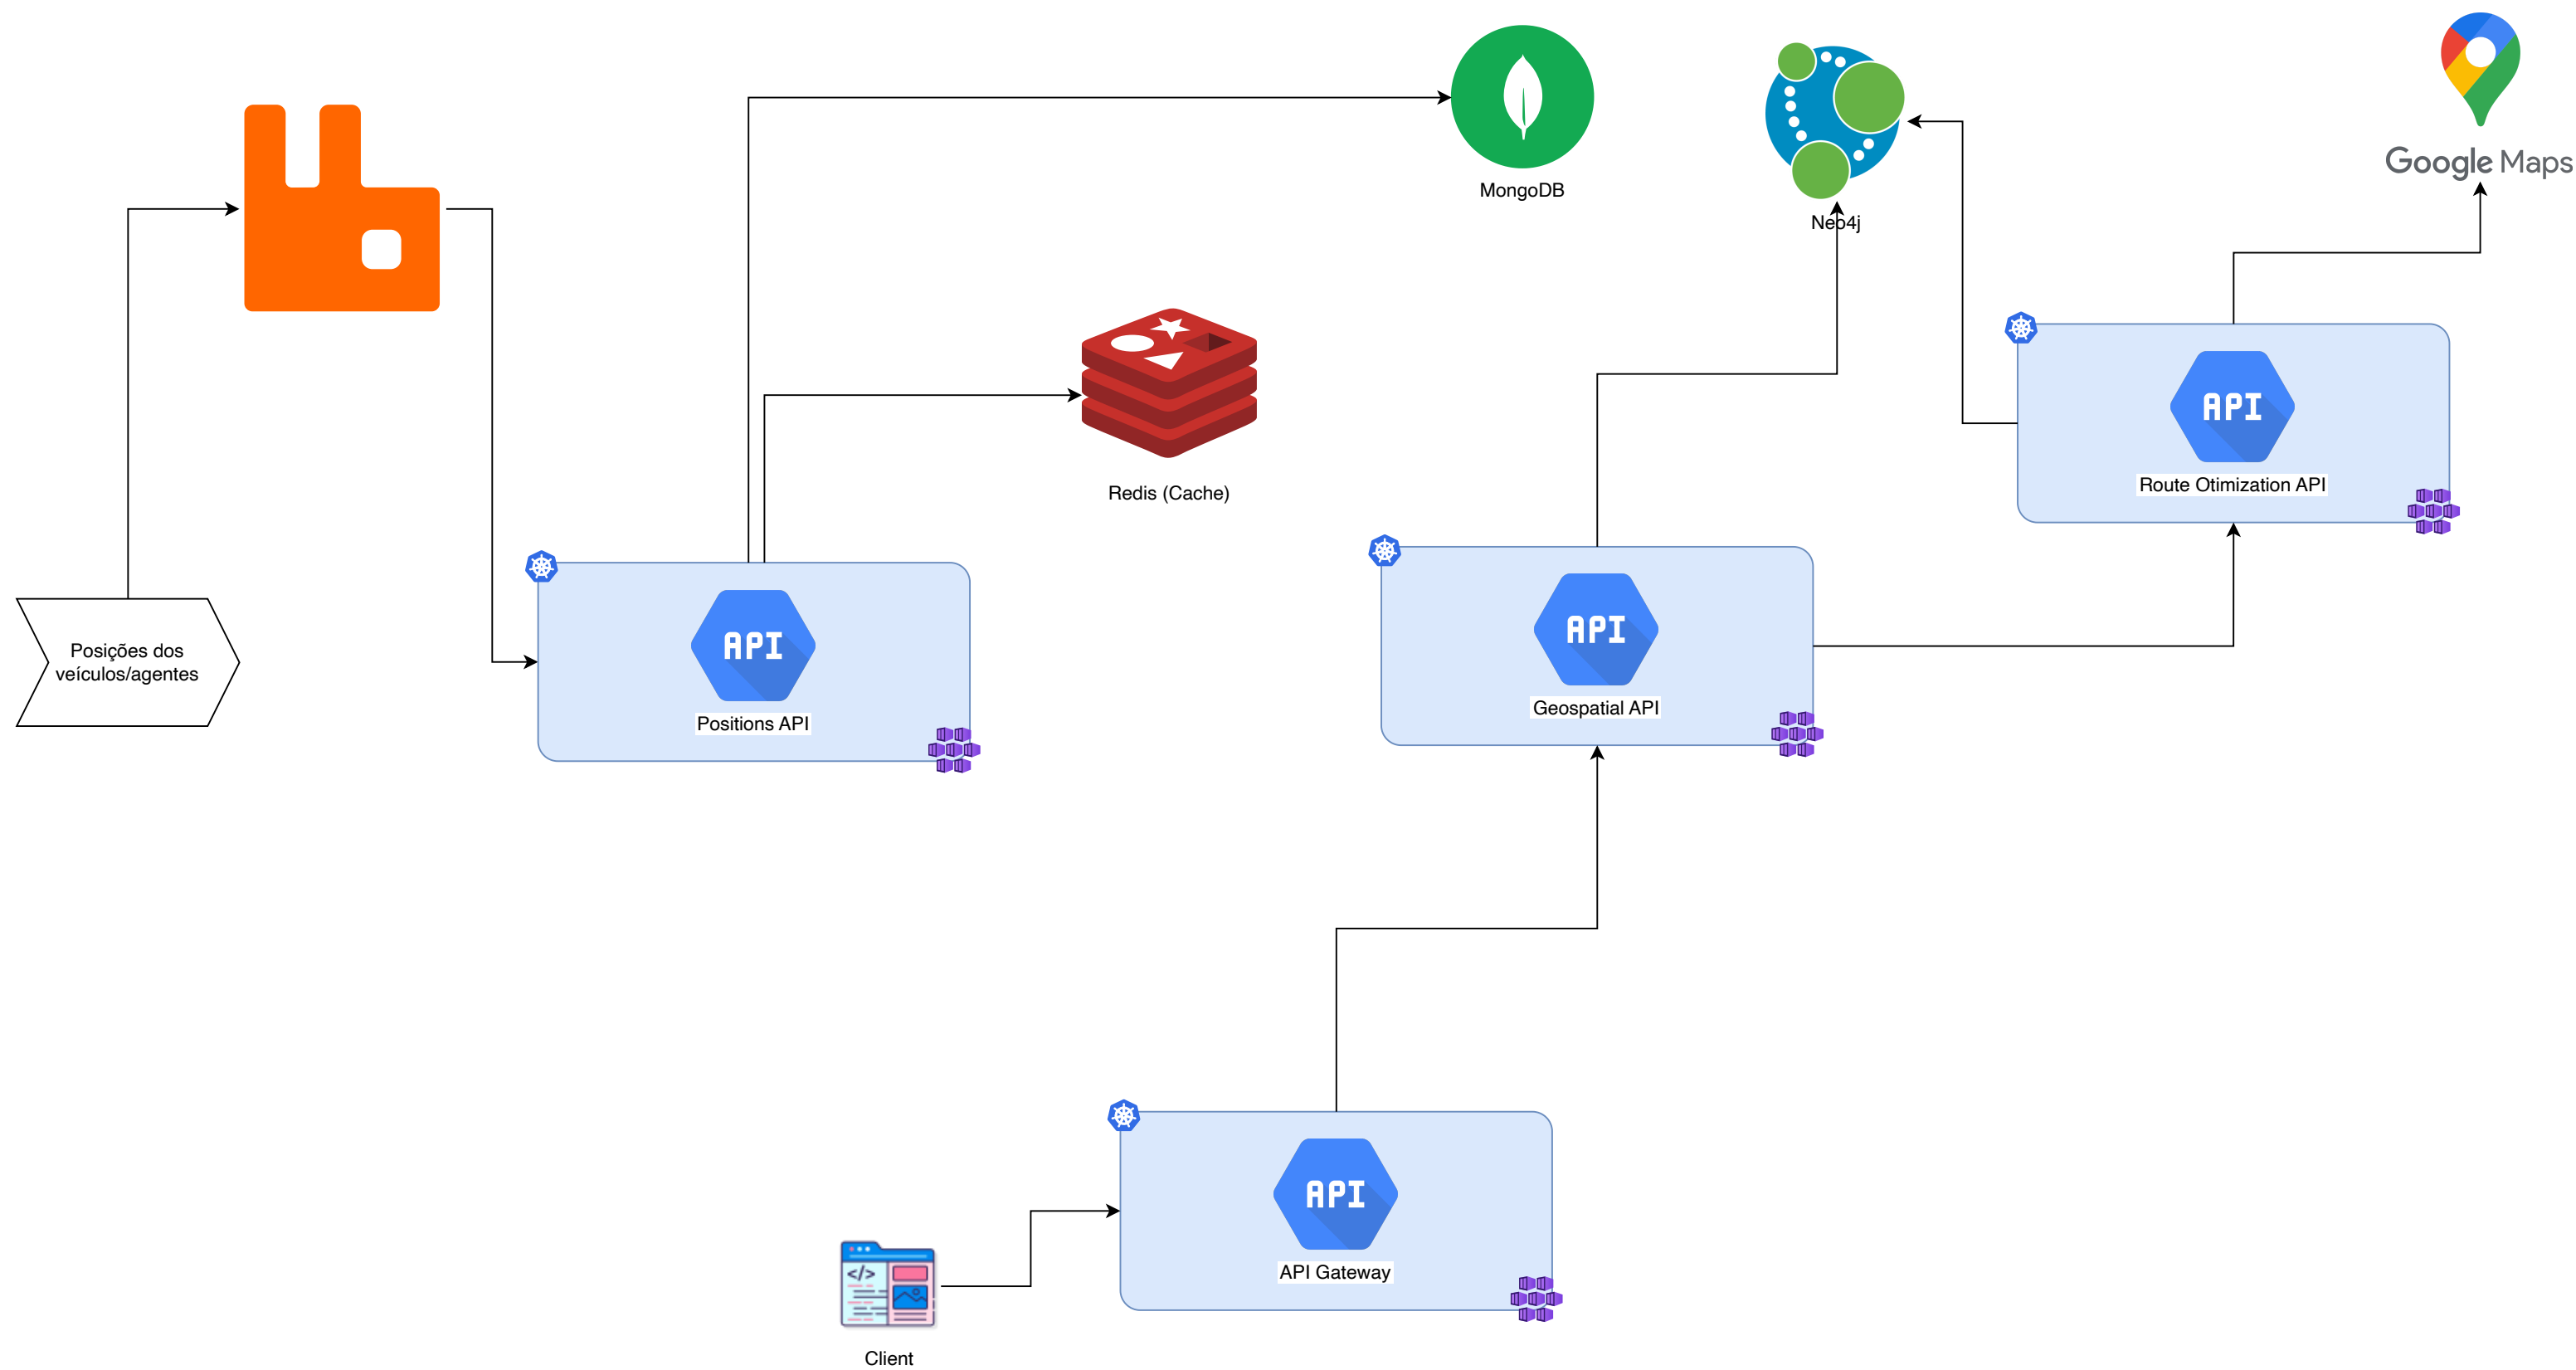 MongoDB
Neo4j
Google Maps
Redis (Cache)
API
Route Otimization API
Posições dos
veículos/agentes
API
Positions API
API
Geospatial API
API
API Gateway
</>
Client